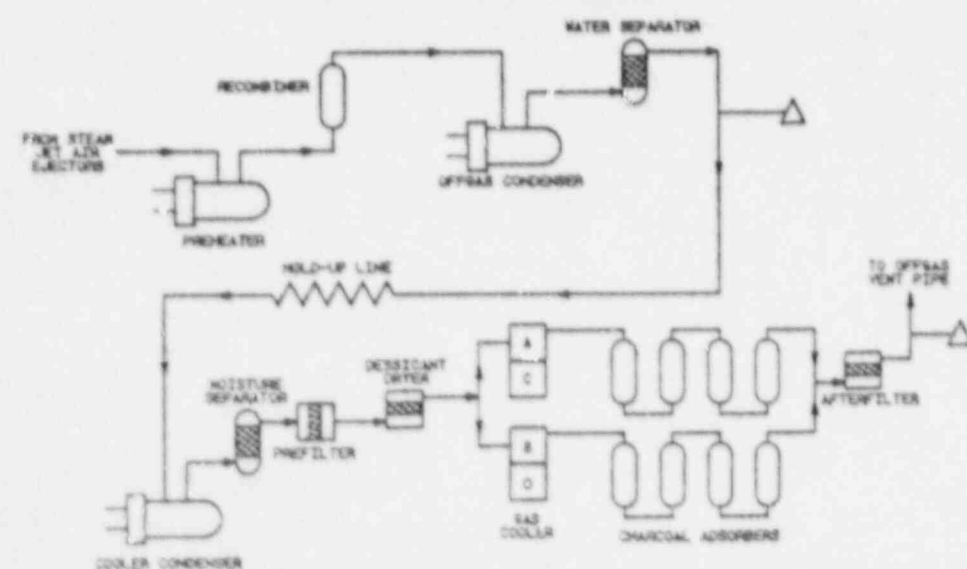 WATER SEPARATOR
RECOMBINER
FROM STEAM
JET AIR
EJECTORS
OFFGAS CONDENSER
PREHEATER
HOLD-UP LINE
TO OFFGAS
VENT PIPE
DESSICANT
DRYER
A
C
MOISTURE
SEPARATOR
AFTERFILTER
PREFILTER
B
D
GAS
COOLER
CHARCOAL ADSORBERS
COOLER CONDENSER